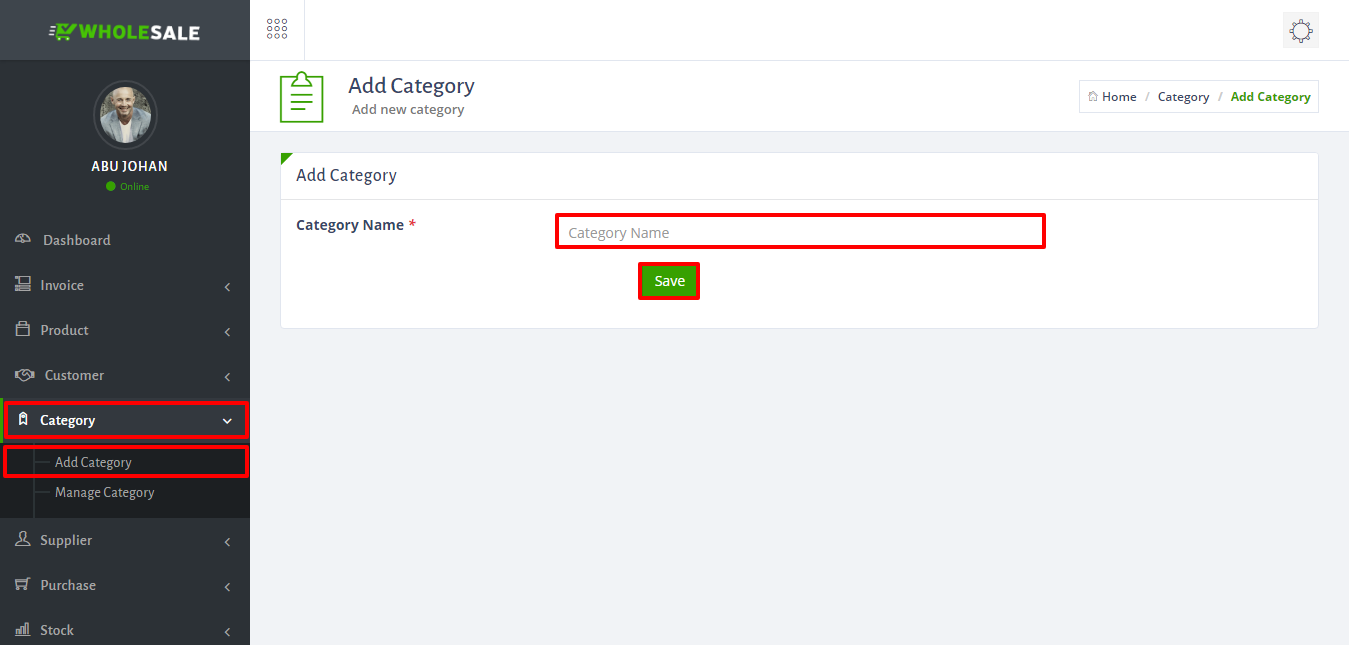 WHOLESALE
ABU JOHAN
Online
Dashboard
Invoice
Product
Customer
Category
Add Category
Manage Category
Supplier
Purchase
Stock
Add Category
Add new category
Home / Category / Add Category
Add Category
Category Name *
Category Name
Save